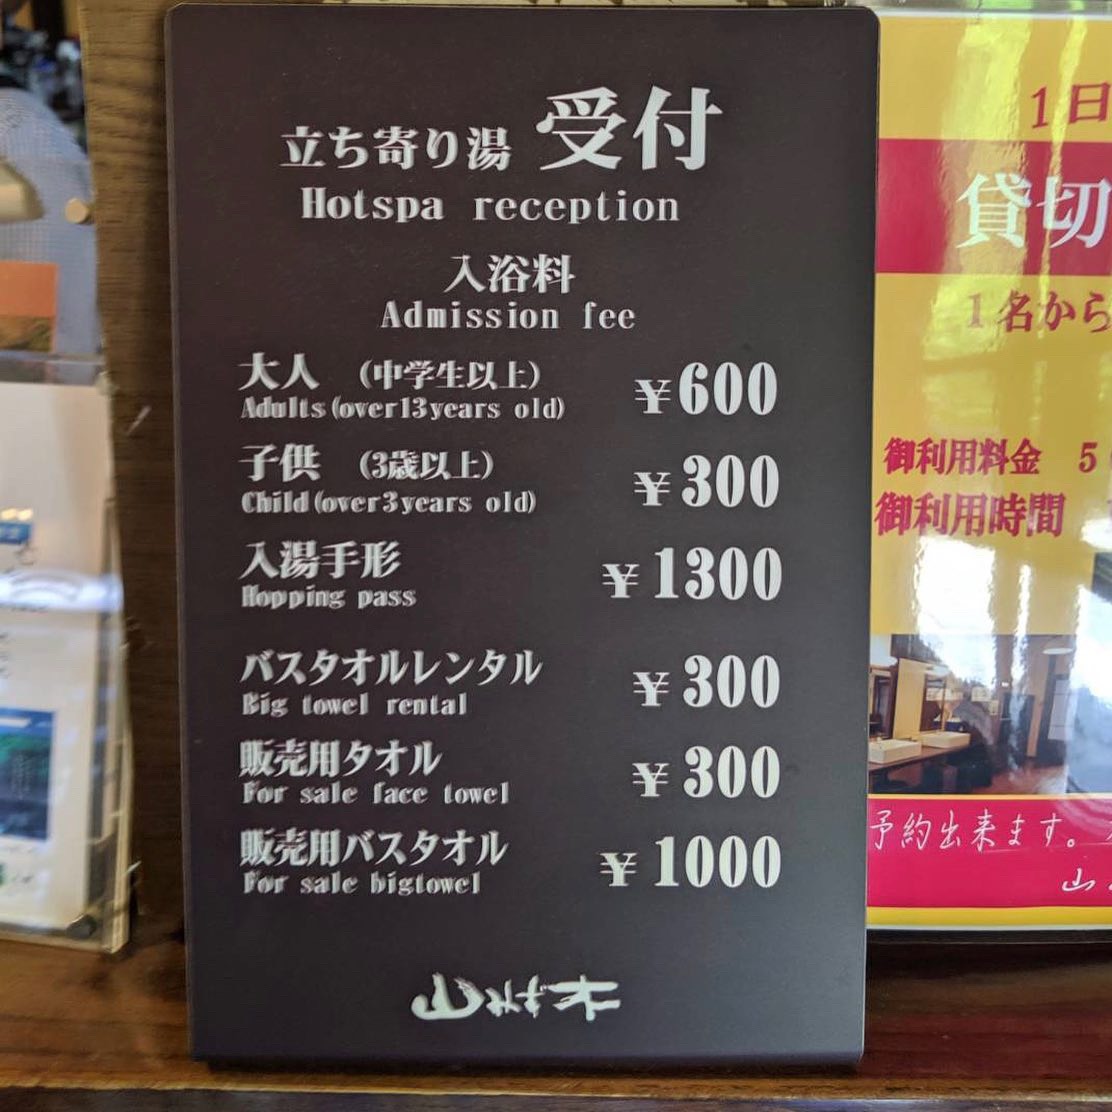 立ち寄り湯 受付
Hotspa reception
入浴料
Admission fee
大人 (中学生以上) ¥600
Adults(over13years old)
子供 (3歳以上) ¥300
Child(over3years old)
入湯手形 ¥1300
Hopping pass
バスタオルレンタル ¥300
Big towel rental
販売用タオル ¥300
For sale face towel
販売用バスタオル ¥1000
For sale bigtowel
山みず木
1日
貸切
1名から
御利用料金 5
御利用時間
予約出来ます。
山